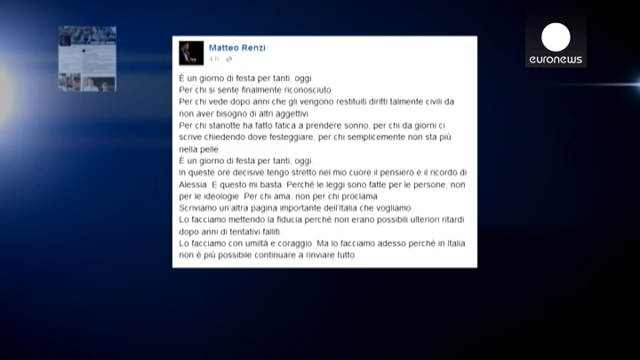 euronews
Matteo Renzi
4 h
È un giorno di festa per tanti, oggi
Per chi si sente finalmente riconosciuto
Per chi vede dopo anni che gli vengono restituiti diritti talmente civili da
non aver bisogno di altri aggettivi
Per chi stanotte ha fatto fatica a prendere sonno, per chi da giorni ci
scrive chiedendo dove festeggiare, per chi semplicemente non sta più
nella pelle
È un giorno di festa per tanti, oggi.
In queste ore decisive tengo stretto nel mio cuore il pensiero e il ricordo di
Alessia. E questo mi basta. Perché le leggi sono fatte per le persone, non
per le ideologie. Per chi ama, non per chi proclama
Scriviamo un'altra pagina importante dell'Italia che vogliamo
Lo facciamo mettendo la fiducia perché non erano possibili ulteriori ritardi
dopo anni di tentativi falliti.
Lo facciamo con umiltà e coraggio. Ma lo facciamo adesso perché in Italia
non è più possibile continuare a rinviare tutto